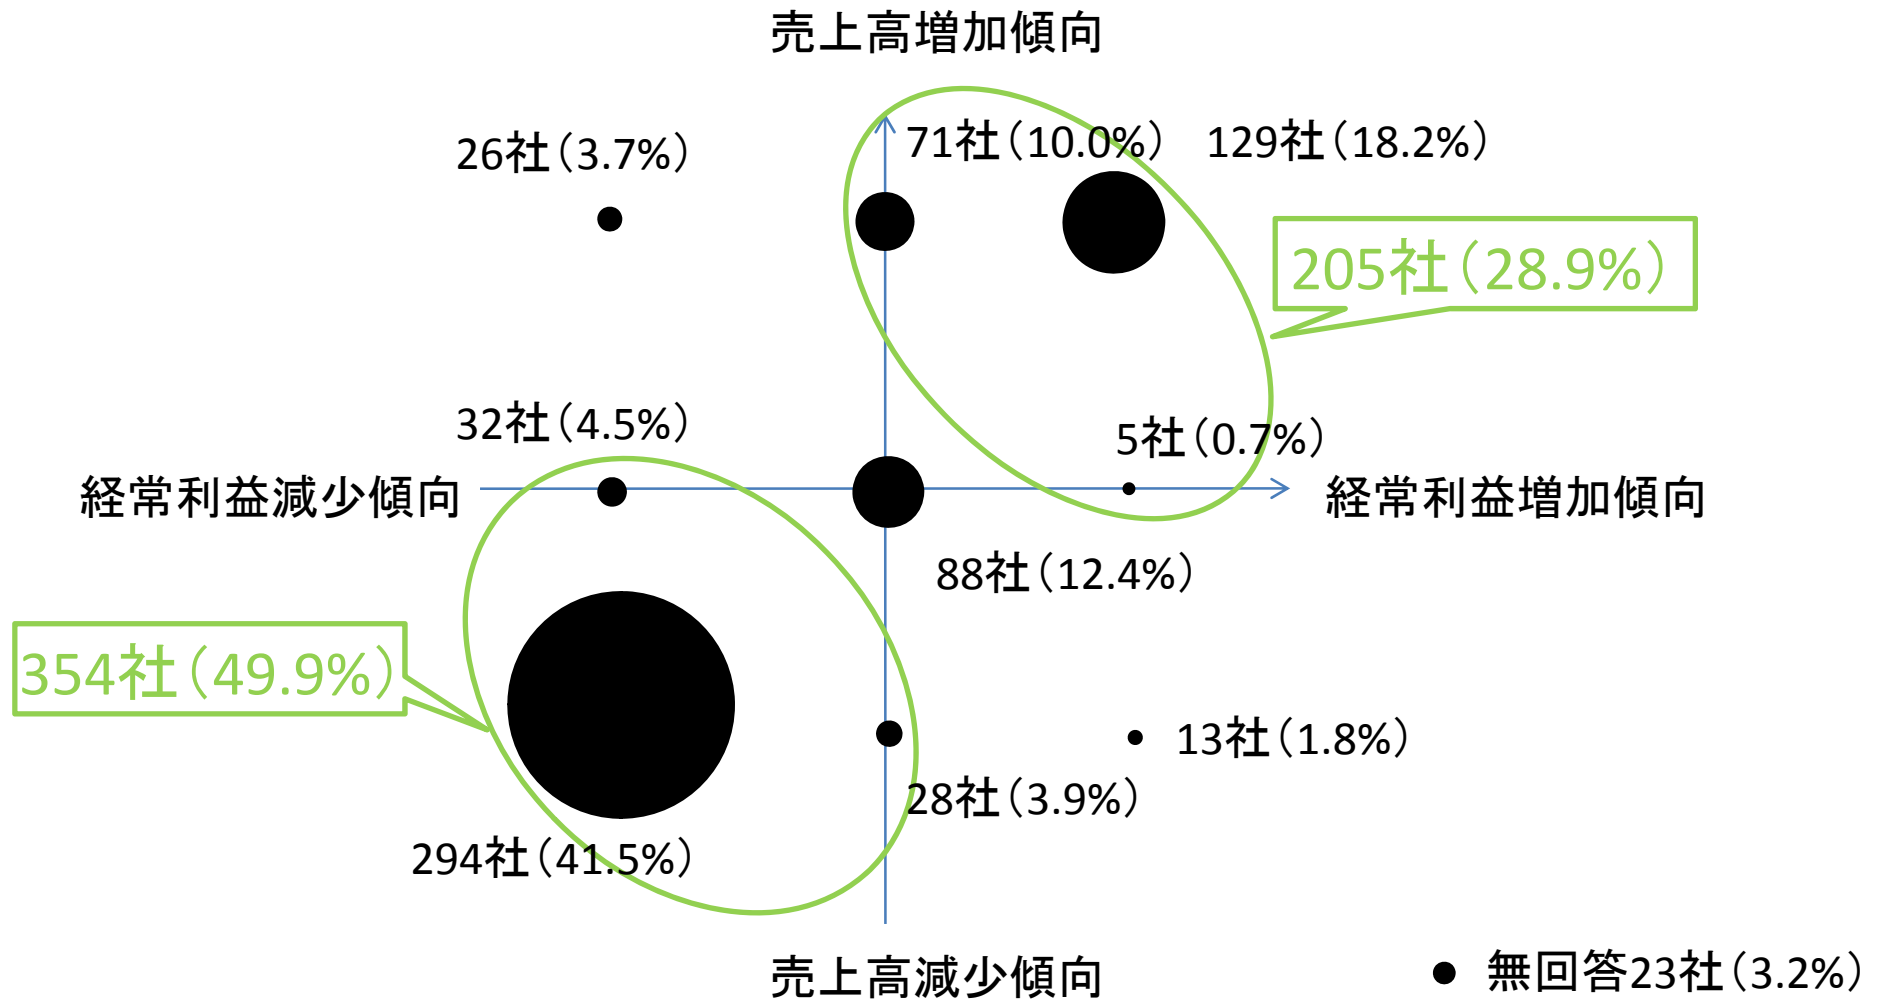 売上高増加傾向
26社（3.7%）
71社（10.0%）
129社（18.2%）
205社（28.9%）
32社（4.5%）
5社（0.7%）
経常利益減少傾向
経常利益増加傾向
88社（12.4%）
354社（49.9%）
13社（1.8%）
28社（3.9%）
294社（41.5%）
売上高減少傾向
無回答23社（3.2%）